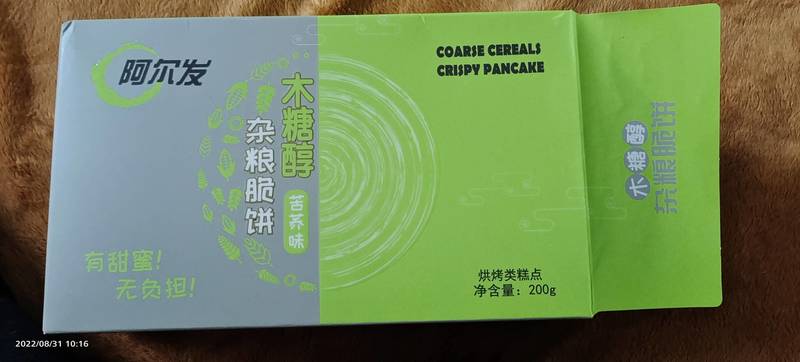 阿尔发
木糖醇
杂粮脆饼
苦荞味
有甜蜜!
无负担!
COARSE CEREALS
CRISPY PANCAKE
烘烤类糕点
净含量：200g
木糖醇
杂粮脆饼
2022/08/31 10:16